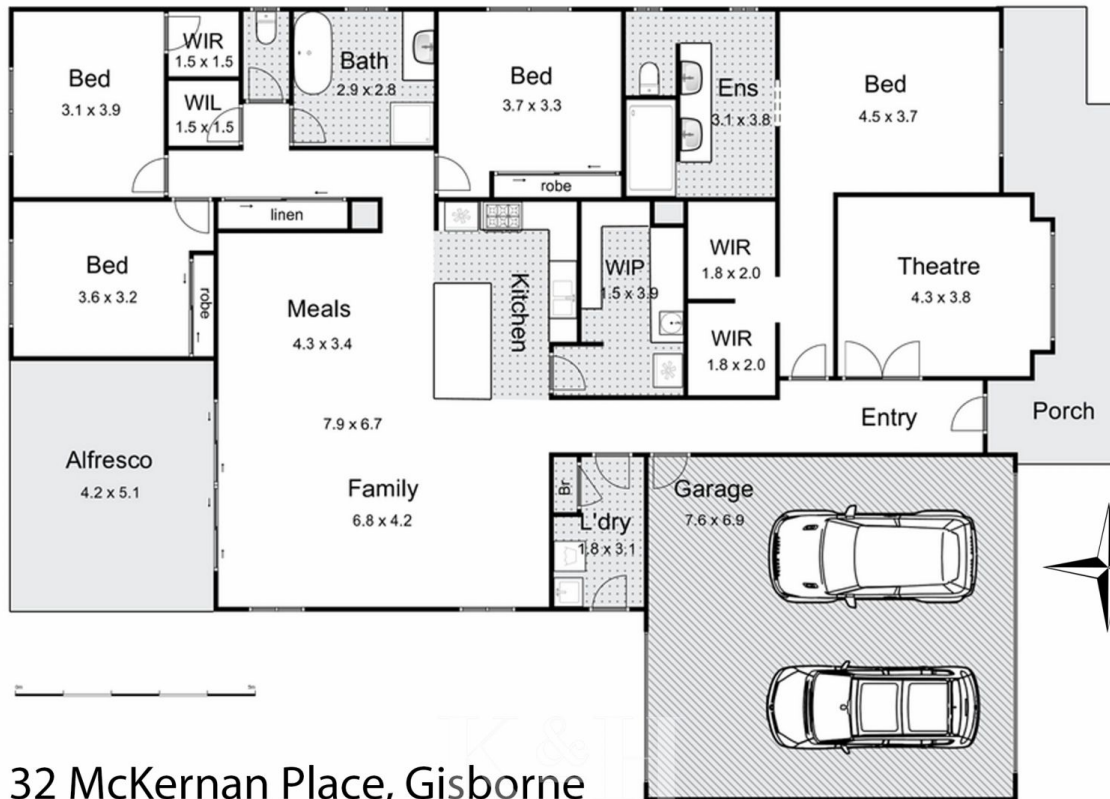 Bed
3.1 x 3.9
WIR
1.5 x 1.5
WIL
1.5 x 1.5
Bath
2.9 x 2.8
Bed
3.7 x 3.3
robe
Ens
3.1 x 3.8
Bed
4.5 x 3.7
linen
Bed
3.6 x 3.2
robe
Meals
4.3 x 3.4
Kitchen
WIP
1.5 x 3.9
WIR
1.8 x 2.0
WIR
1.8 x 2.0
Theatre
4.3 x 3.8
7.9 x 6.7
Entry
Porch
Alfresco
4.2 x 5.1
Family
6.8 x 4.2
Br
L'dry
1.8 x 3.1
Garage
7.6 x 6.9
0m
5m
K & H
32 McKernan Place, Gisborne